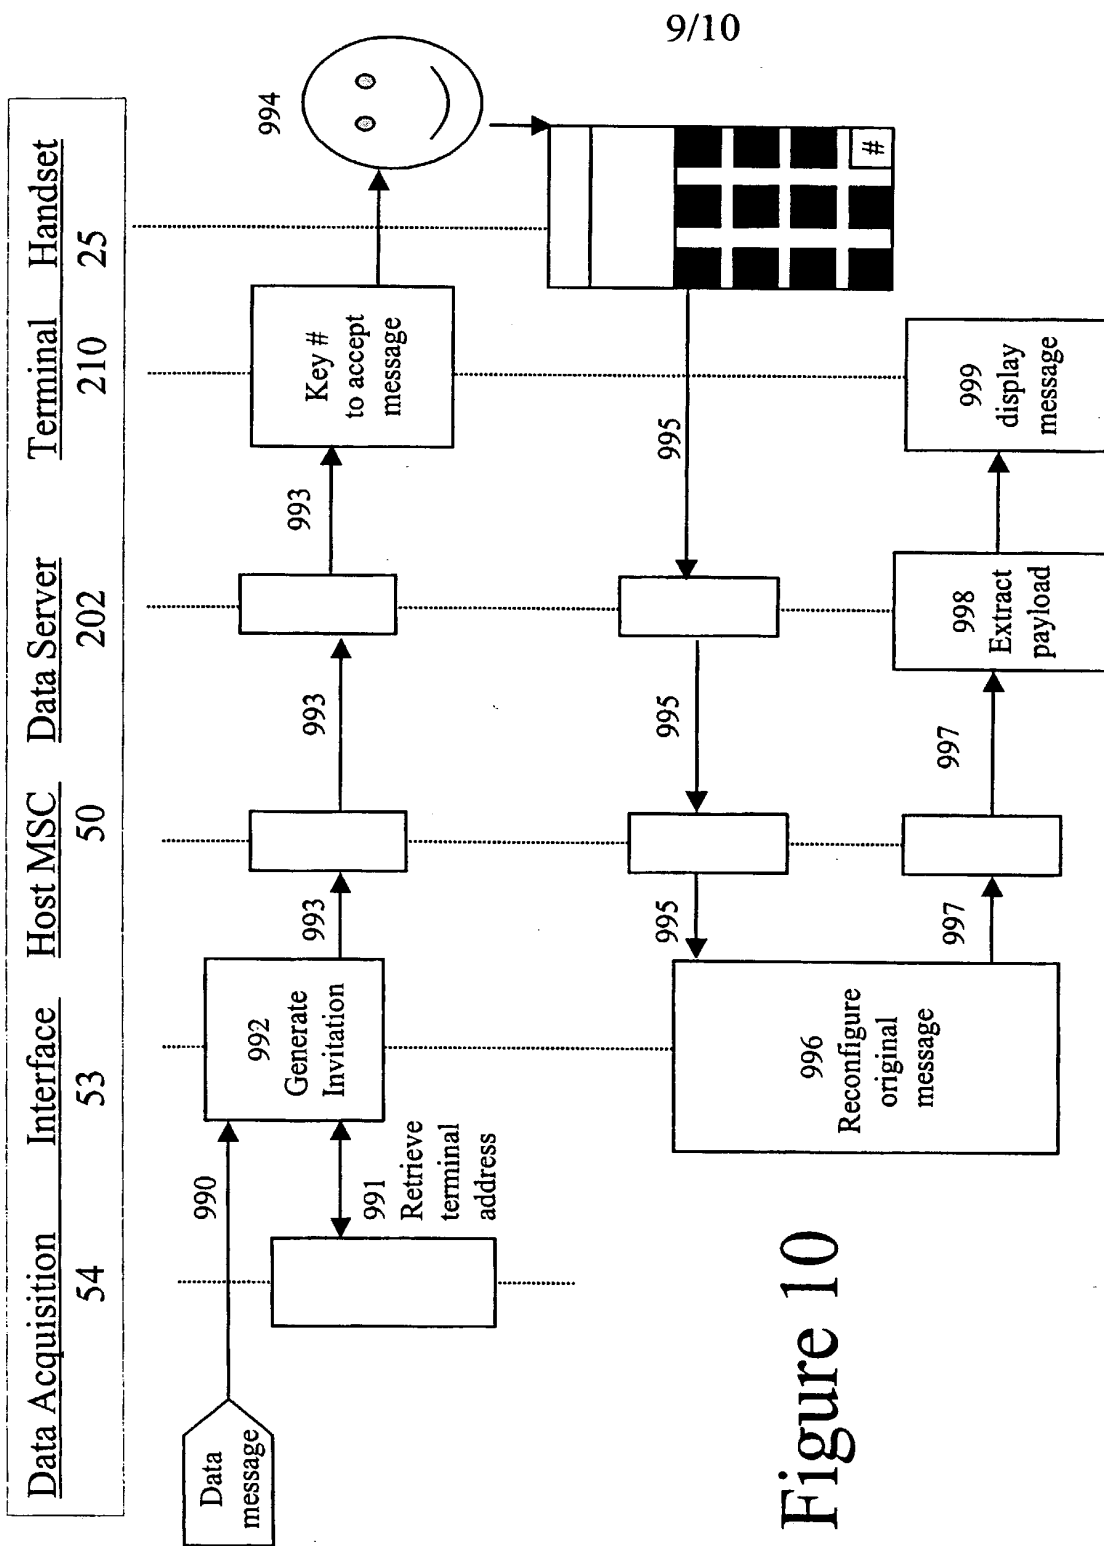 9/10
Data Acquisition Interface Host MSC Data Server Terminal Handset
54 53 50 202 210 25
Data
message
990
991
Retrieve
terminal
address
992
Generate
Invitation
993
993
993
Key #
to accept
message
994
#
995
995
995
996
Reconfigure
original
message
997
997
998
Extract
payload
999
display
message
Figure 10